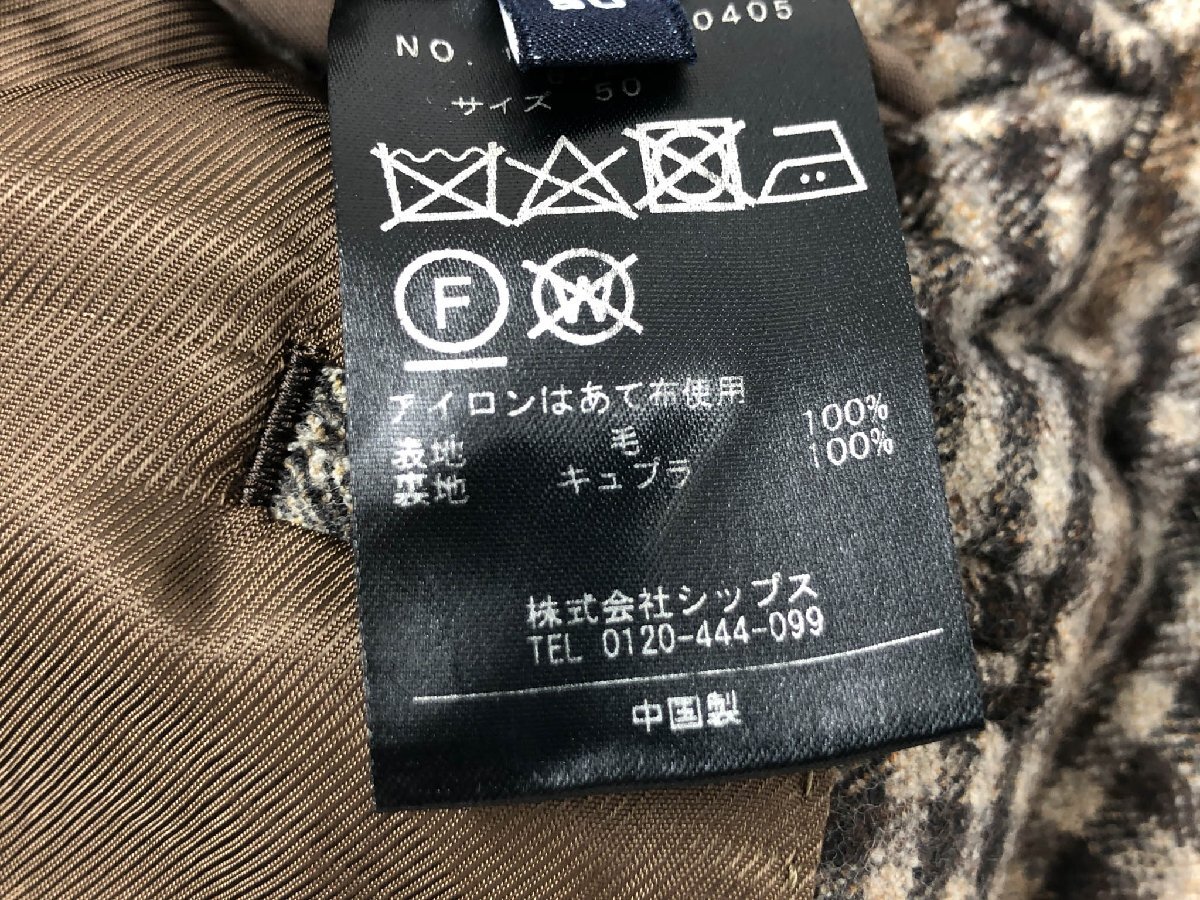 50
NO. 0405
サイズ 50
F W
アイロンはあて布使用
表地 毛 100%
裏地 キュプラ 100%
株式会社シップス
TEL 0120-444-099
中国製